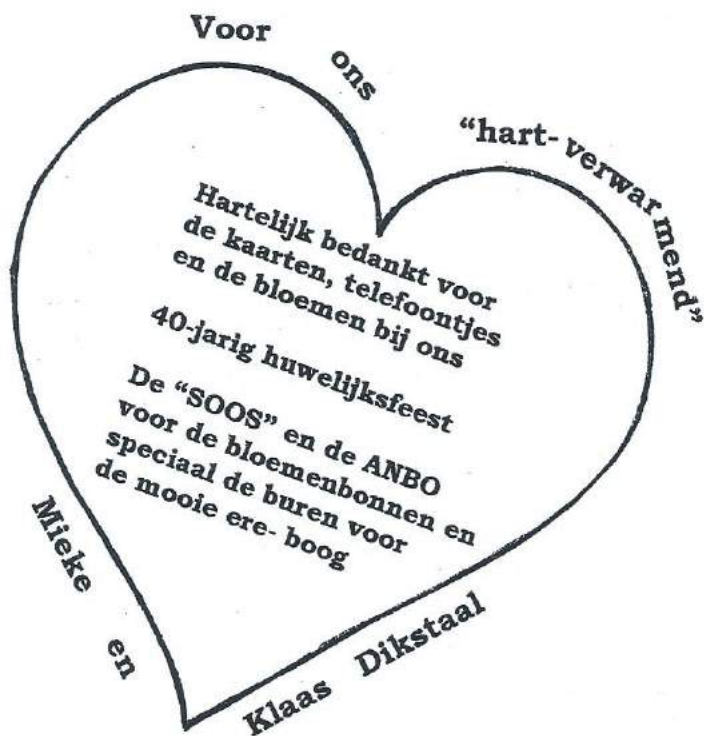 Voor ons
“hart- verwar mend”
Hartelijk bedankt voor
de kaarten, telefoontjes
en de bloemen bij ons
40-jarig huwelijksfeest
De “SOOS” en de ANBO
voor de bloemenbonnen en
speciaal de buren voor
de mooie ere- boog
Mieke en
Klaas Dikstaal